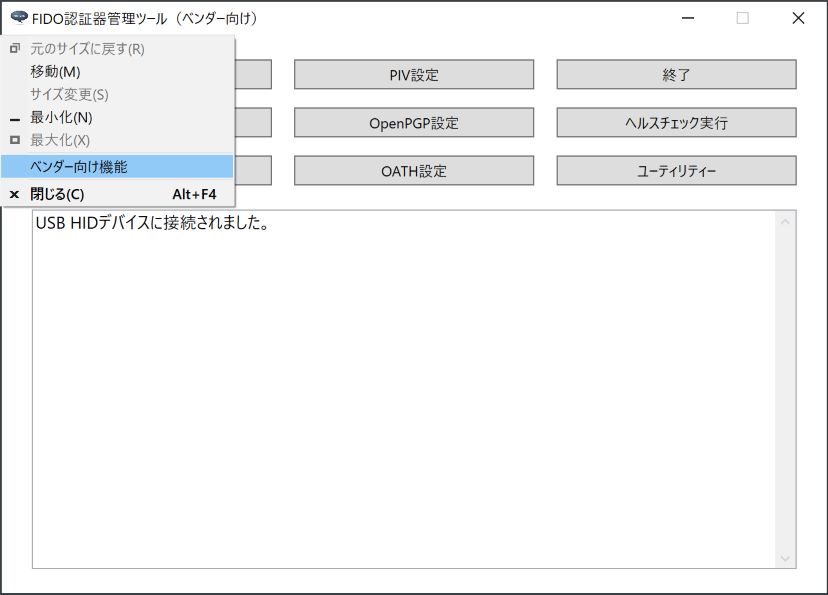 FIDO認証器管理ツール（ベンダー向け）
元のサイズに戻す(R)
移動(M)
サイズ変更(S)
最小化(N)
最大化(X)
ベンダー向け機能
閉じる(C) Alt+F4
PIV設定
終了
OpenPGP設定
ヘルスチェック実行
OATH設定
ユーティリティー
USB HIDデバイスに接続されました。